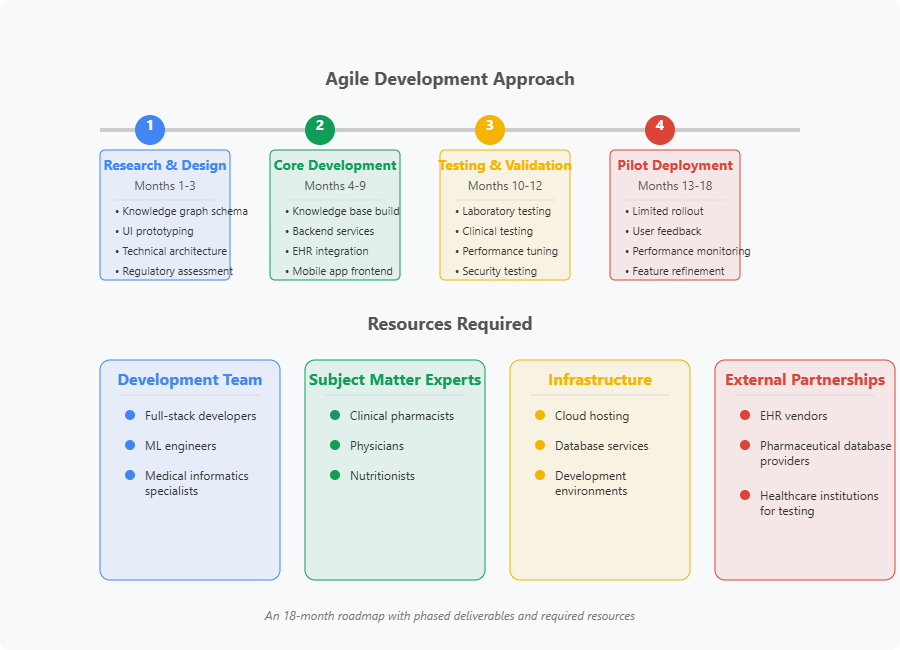 Agile Development Approach
1
2
3
4
Research & Design
Months 1-3
• Knowledge graph schema
• UI prototyping
• Technical architecture
• Regulatory assessment
Core Development
Months 4-9
• Knowledge base build
• Backend services
• EHR integration
• Mobile app frontend
Testing & Validation
Months 10-12
• Laboratory testing
• Clinical testing
• Performance tuning
• Security testing
Pilot Deployment
Months 13-18
• Limited rollout
• User feedback
• Performance monitoring
• Feature refinement
Resources Required
Development Team
Full-stack developers
ML engineers
Medical informatics
specialists
Subject Matter Experts
Clinical pharmacists
Physicians
Nutritionists
Infrastructure
Cloud hosting
Database services
Development
environments
External Partnerships
EHR vendors
Pharmaceutical database
providers
Healthcare institutions
for testing
An 18-month roadmap with phased deliverables and required resources